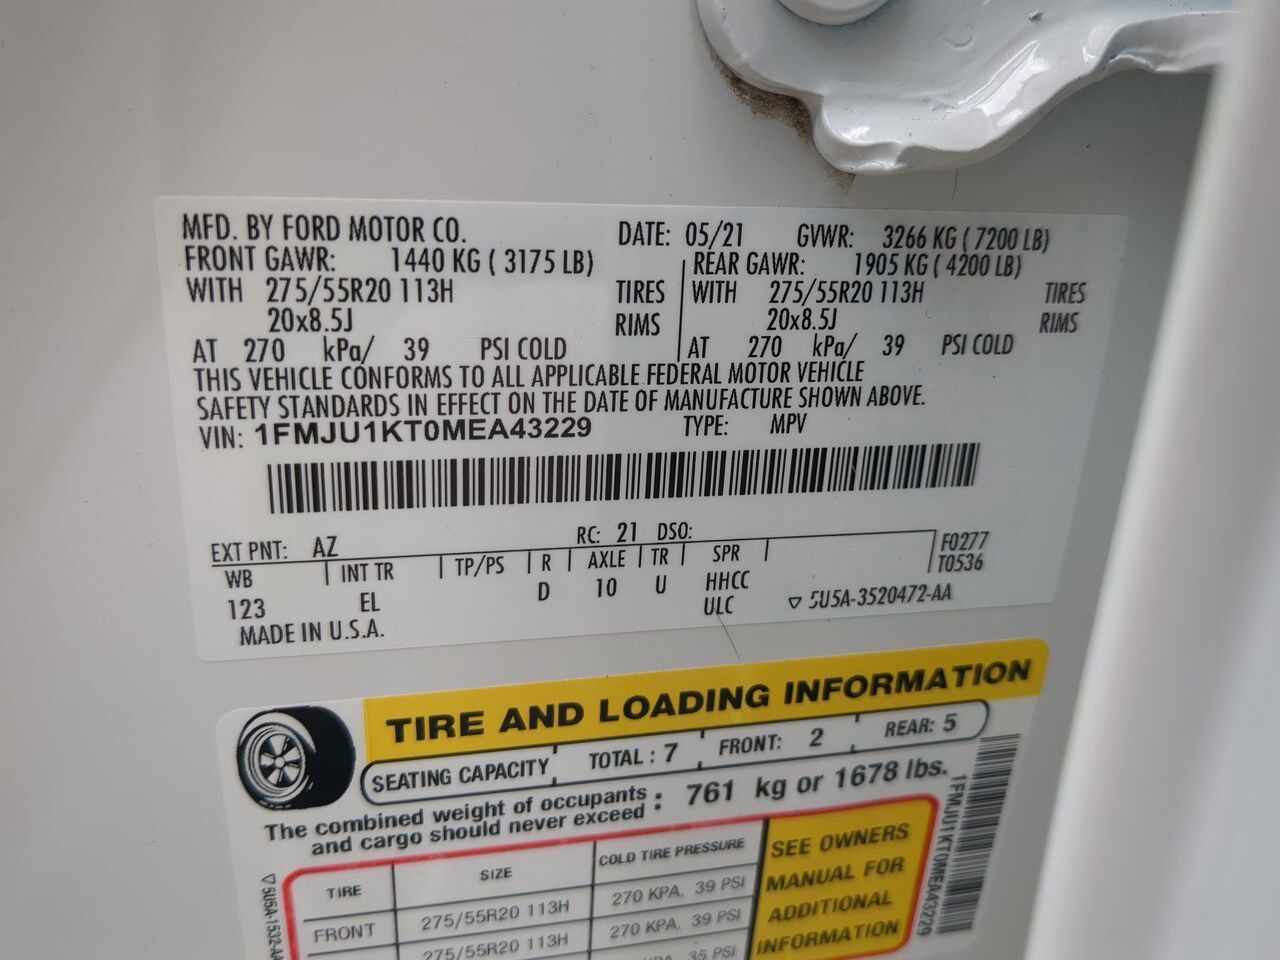 MFD. BY FORD MOTOR CO. DATE: 05/21 GVWR: 3266 KG ( 7200 LB)
FRONT GAWR: 1440 KG ( 3175 LB) REAR GAWR: 1905 KG ( 4200 LB)
WITH 275/55R20 113H TIRES WITH 275/55R20 113H TIRES
20x8.5J RIMS 20x8.5J RIMS
AT 270 kPa/ 39 PSI COLD AT 270 kPa/ 39 PSI COLD
THIS VEHICLE CONFORMS TO ALL APPLICABLE FEDERAL MOTOR VEHICLE
SAFETY STANDARDS IN EFFECT ON THE DATE OF MANUFACTURE SHOWN ABOVE.
VIN: 1FMJU1KT0MEA43229 TYPE: MPV
EXT PNT: AZ RC: 21 DSO: F0277
WB INT TR TP/PS R AXLE TR SPR T0536
123 EL D 10 U HHCC
ULC ▽ 5U5A-3520472-AA
MADE IN U.S.A.
TIRE AND LOADING INFORMATION
SEATING CAPACITY TOTAL : 7 FRONT: 2 REAR: 5
The combined weight of occupants and cargo should never exceed : 761 kg or 1678 lbs.
TIRE SIZE COLD TIRE PRESSURE
FRONT 275/55R20 113H 270 KPA, 39 PSI
275/55R20 113H 270 KPA, 39 PSI
35 PSI
SEE OWNERS
MANUAL FOR
ADDITIONAL
INFORMATION
1FMJU1KT0MEA43229